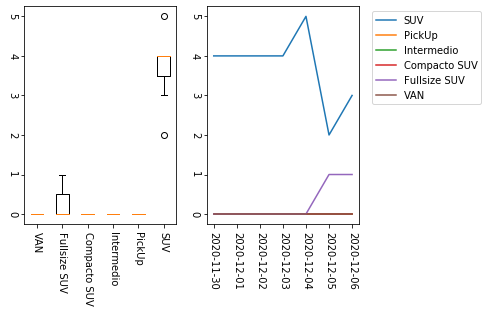 5
4
3
2
1
0
VAN
Fullsize SUV
Compacto SUV
Intermedio
PickUp
SUV
5
4
3
2
1
0
2020-11-30
2020-12-01
2020-12-02
2020-12-03
2020-12-04
2020-12-05
2020-12-06
SUV
PickUp
Intermedio
Compacto SUV
Fullsize SUV
VAN